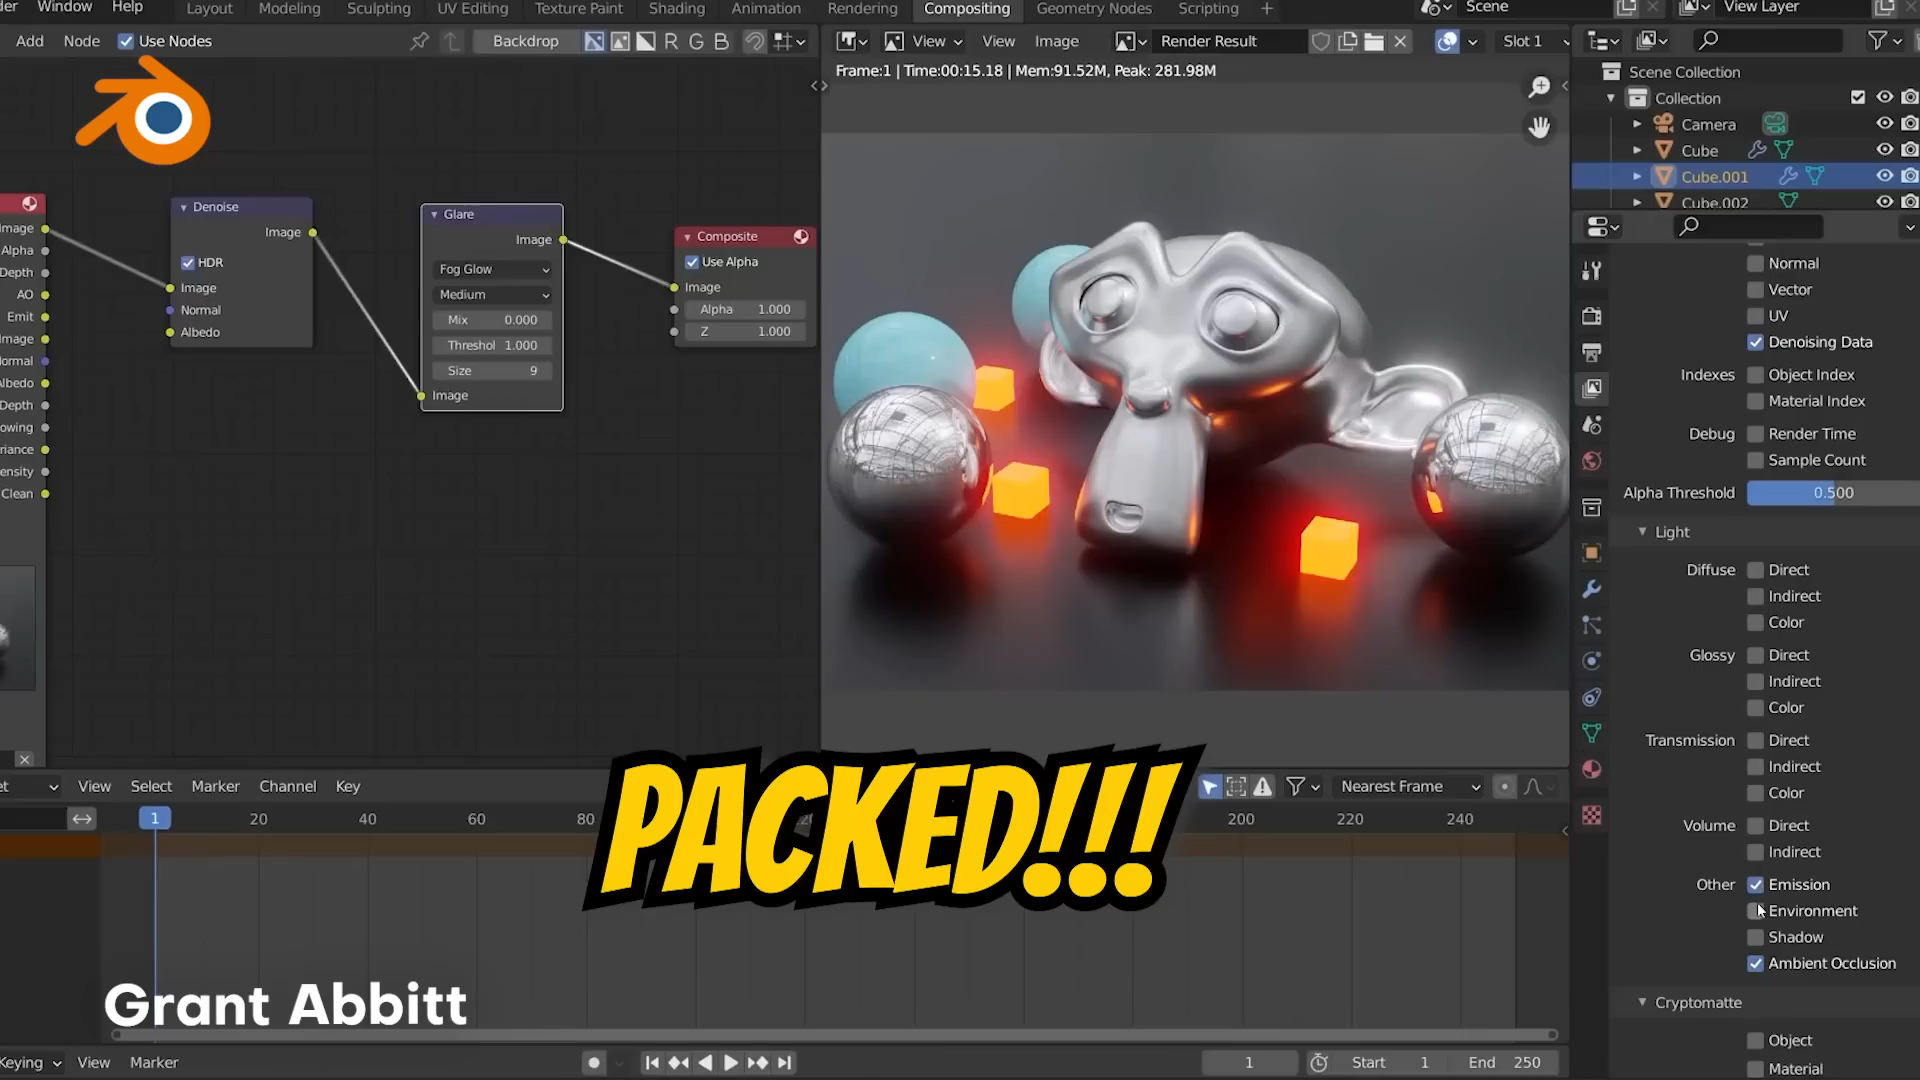 Window Help
Layout Modeling Sculpting UV Editing Texture Paint Shading Animation Rendering Compositing Geometry Nodes Scripting +
Scene
View Layer
Add Node Use Nodes
Backdrop
R G B
View View Image Render Result
Slot 1
Frame:1 | Time:00:15.18 | Mem:91.52M, Peak: 281.98M
Scene Collection
Collection
Camera
Cube
Cube.001
Cube.002
Image
Alpha
Depth
AO
Emit
Image
Normal
Albedo
Depth
owing
riance
ensity
Clean
Denoise
Image
HDR
Image
Normal
Albedo
Glare
Image
Fog Glow
Medium
Mix 0.000
Threshol 1.000
Size 9
Image
Composite
Use Alpha
Image
Alpha 1.000
Z 1.000
Normal
Vector
UV
Denoising Data
Indexes Object Index
Material Index
Debug Render Time
Sample Count
Alpha Threshold 0.500
Light
Diffuse Direct
Indirect
Color
Glossy Direct
Indirect
Color
Transmission Direct
Indirect
Color
Volume Direct
Indirect
Other Emission
Environment
Shadow
Ambient Occlusion
Cryptomatte
Object
Material
PACKED!!!
View Select Marker Channel Key
Nearest Frame
1 20 40 60 80 200 220 240
Grant Abbitt
Keying View Marker
1 Start 1 End 250